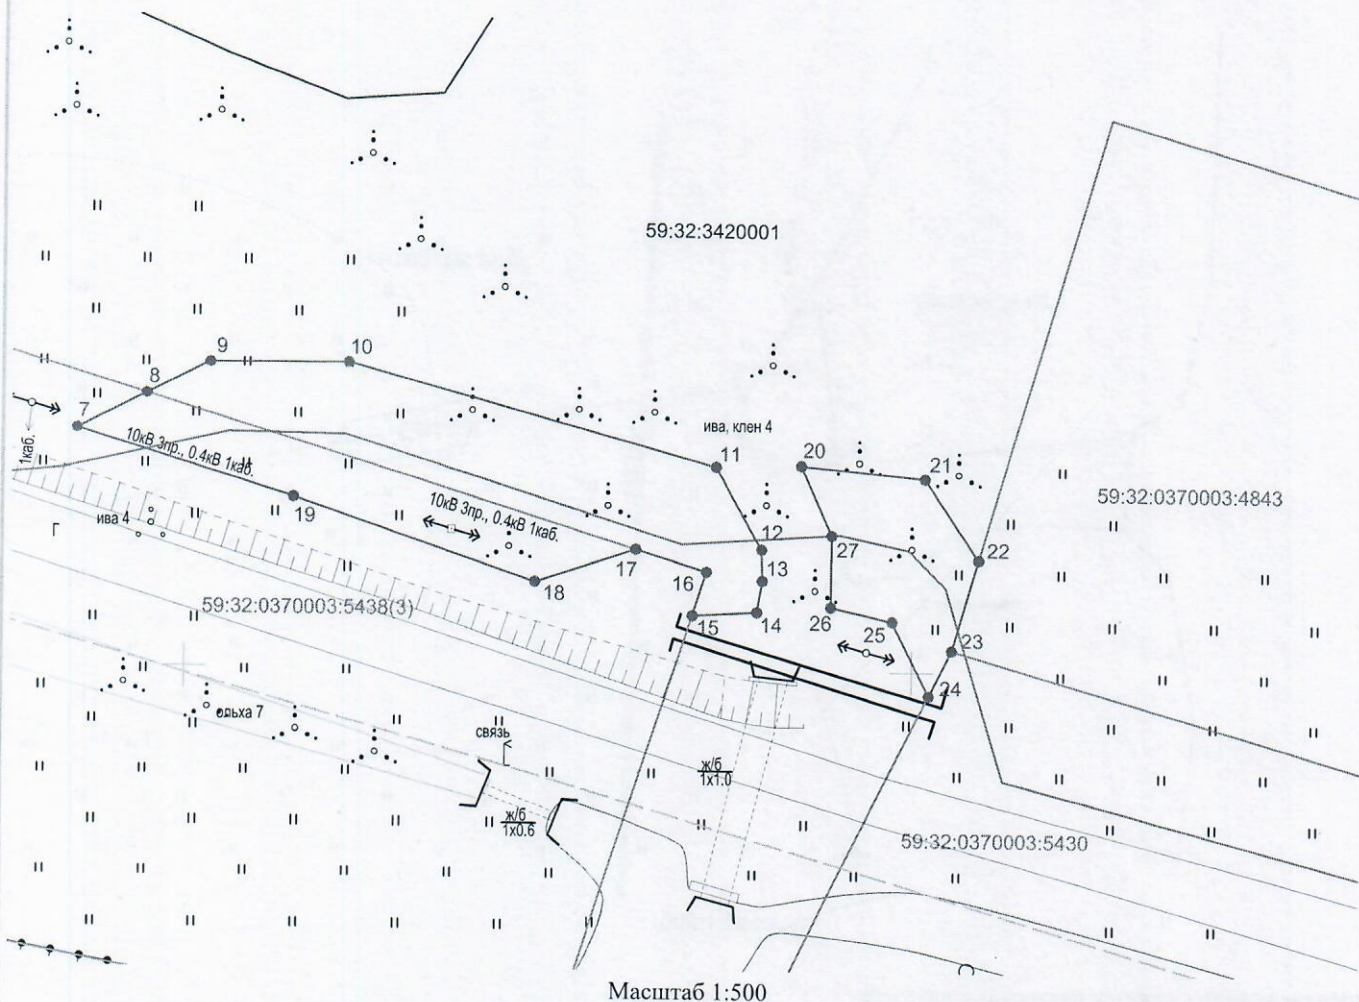 59:32:3420001
9
10
8
7
ива, клен 4
11
20
21
1каб.
10кВ 3пр., 0.4кВ 1каб.
59:32:0370003:4843
19
10кВ 3пр., 0.4кВ 1каб.
ива 4
Г
12
27
22
17
13
16
18
59:32:0370003:5438(3)
15
14
26
25
23
24
ольха 7
связь
ж/б
1х1.0
ж/б
1х0.6
59:32:0370003:5430
Масштаб 1:500